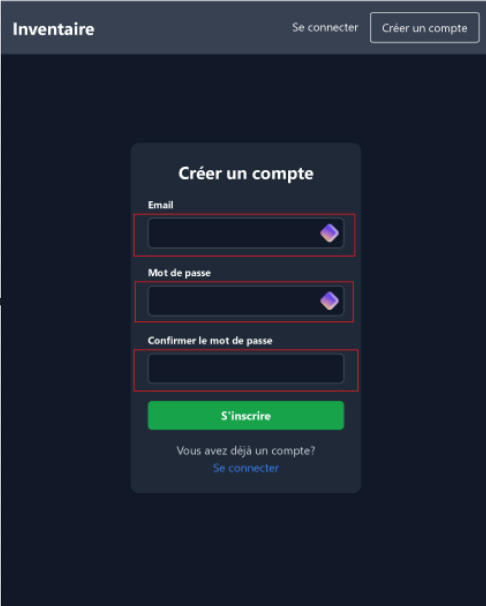 Inventaire
Se connecter
Créer un compte
Créer un compte
Email
Mot de passe
Confirmer le mot de passe
S'inscrire
Vous avez déjà un compte?
Se connecter